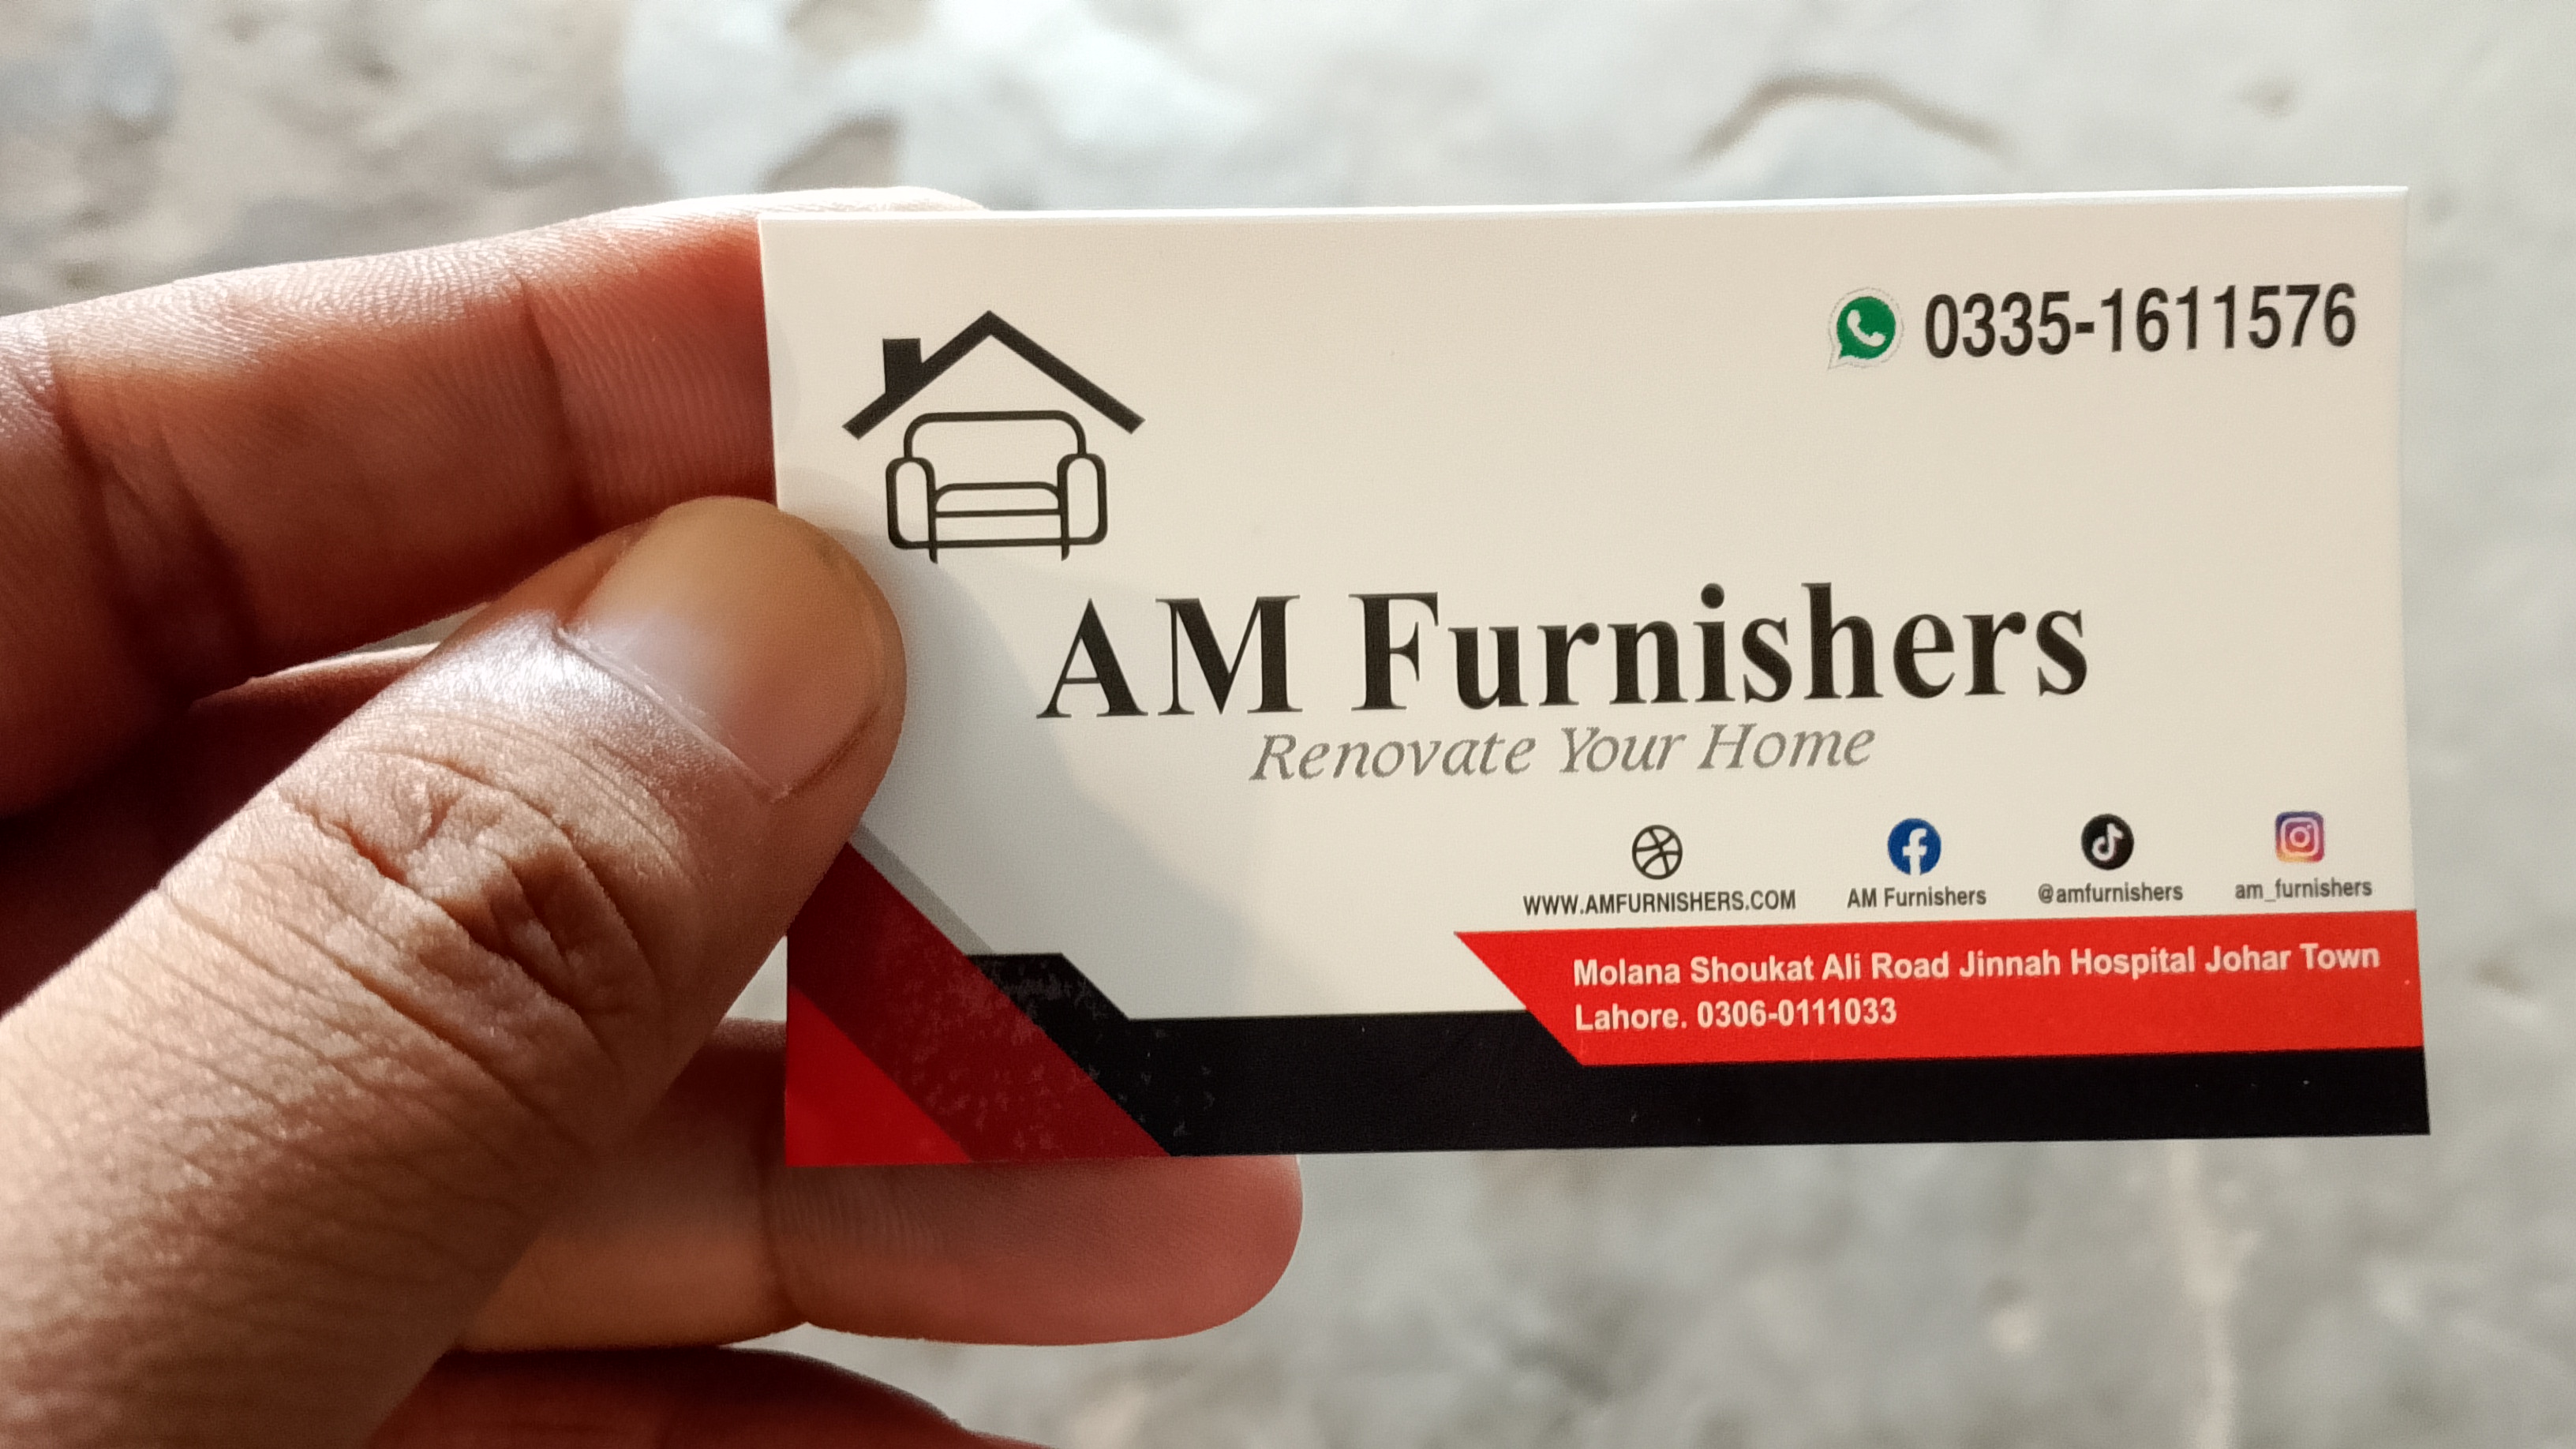 0335-1611576
AM Furnishers
Renovate Your Home
WWW.AMFURNISHERS.COM
AM Furnishers
@amfurnishers
am_furnishers
Molana Shoukat Ali Road Jinnah Hospital Johar Town
Lahore. 0306-0111033